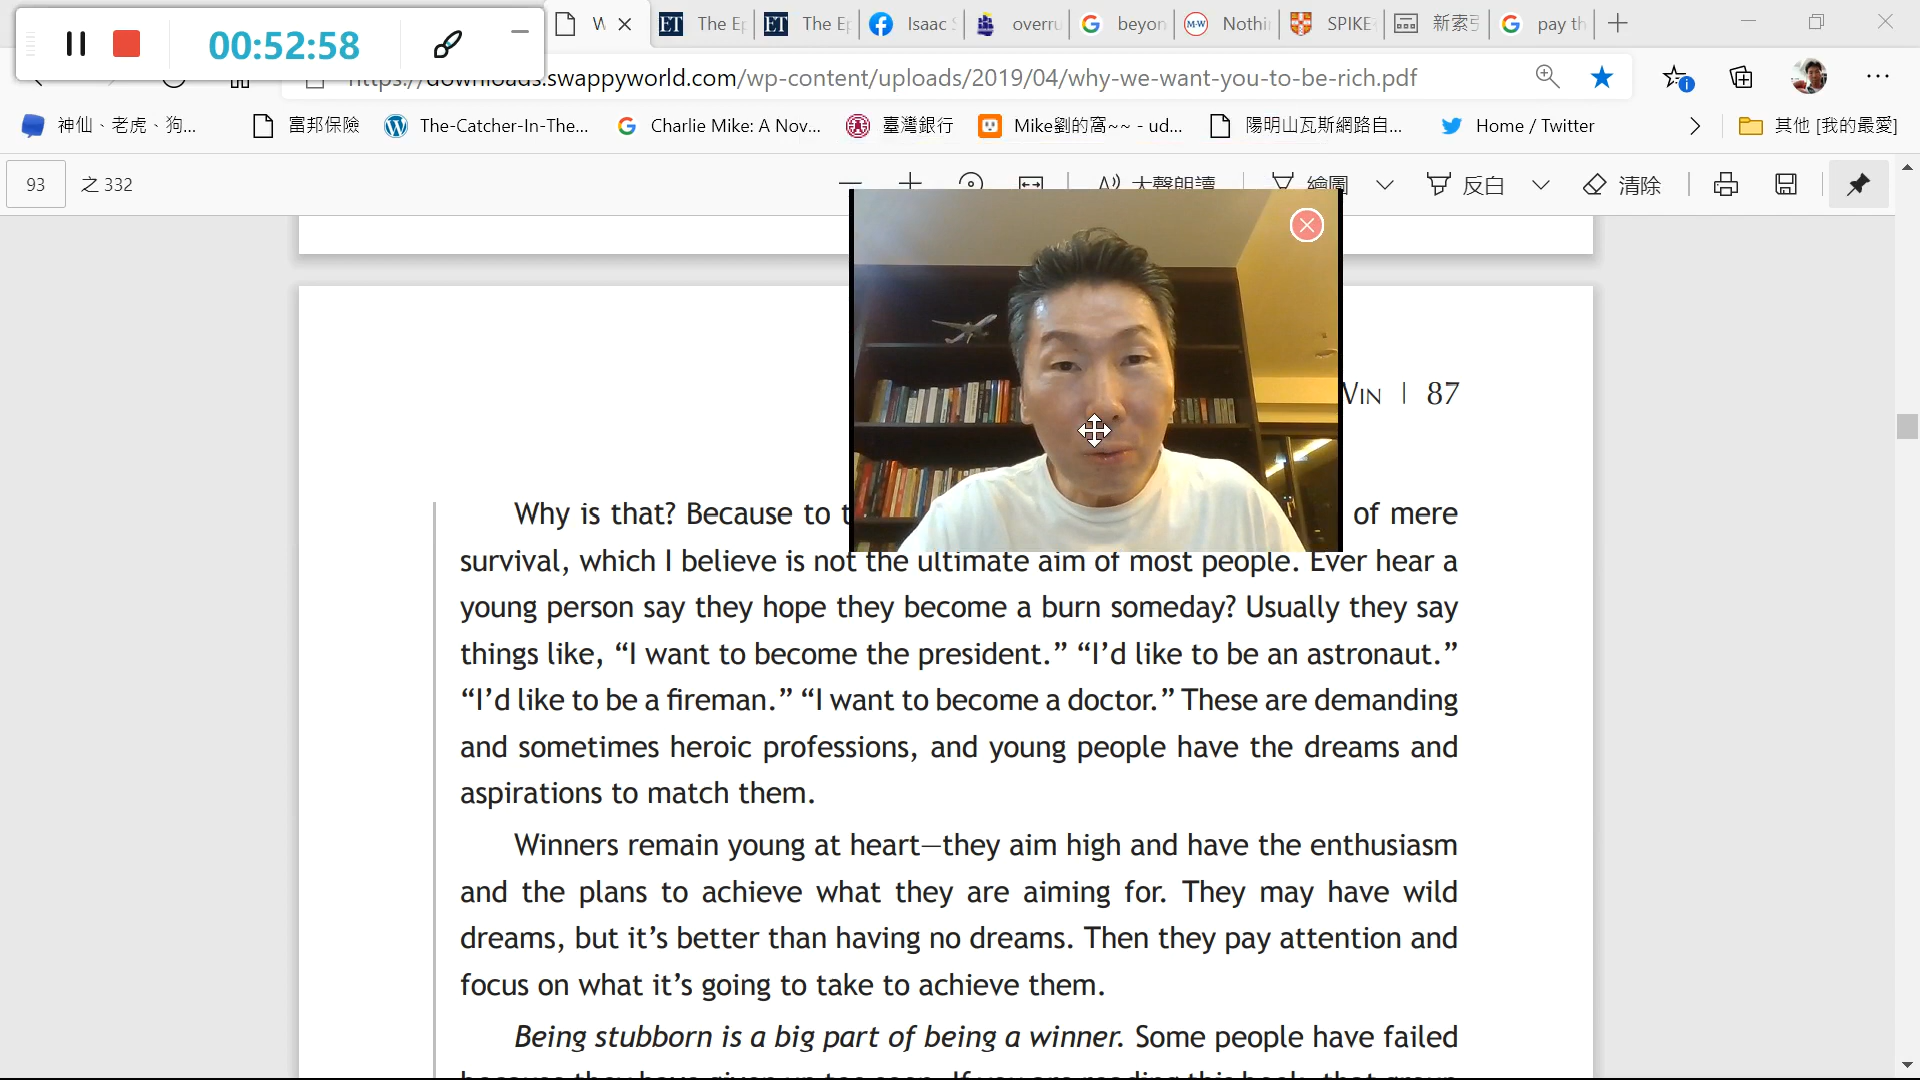 00:52:58
W
The Ep
The Ep
Isaac
overru
beyon
Nothi
SPIKE
新索引
pay th
https://downloads.swappyworld.com/wp-content/uploads/2019/04/why-we-want-you-to-be-rich.pdf
神仙、老虎、狗...
富邦保險
The-Catcher-In-The...
Charlie Mike: A Nov...
臺灣銀行
Mike劉的窩~~ - ud...
陽明山瓦斯網路自...
Home / Twitter
其他 [我的最愛]
93 之 332
大聲朗讀
繪圖
反白
清除
WIN | 87
Why is that? Because to t of mere
survival, which I believe is not the ultimate aim of most people. Ever hear a
young person say they hope they become a burn someday? Usually they say
things like, “I want to become the president.” “I’d like to be an astronaut.”
“I’d like to be a fireman.” “I want to become a doctor.” These are demanding
and sometimes heroic professions, and young people have the dreams and
aspirations to match them.
Winners remain young at heart—they aim high and have the enthusiasm
and the plans to achieve what they are aiming for. They may have wild
dreams, but it’s better than having no dreams. Then they pay attention and
focus on what it’s going to take to achieve them.
Being stubborn is a big part of being a winner. Some people have failed